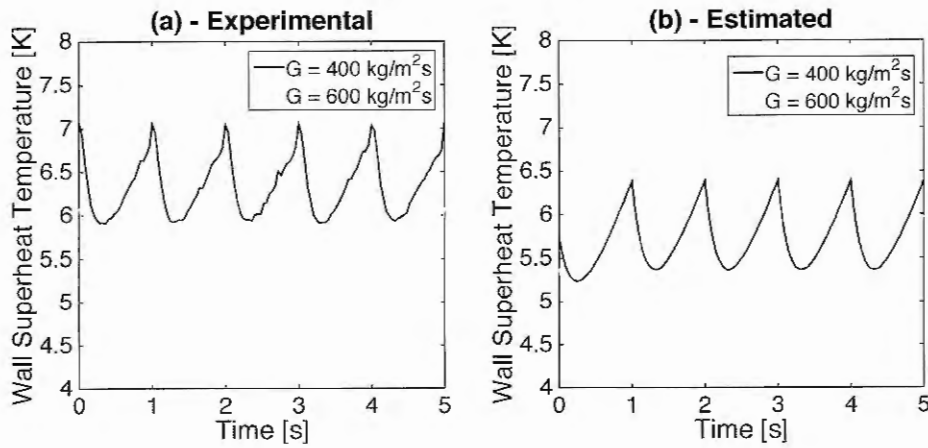 (a) - Experimental
Wall Superheat Temperature [K]
8
7.5
7
6.5
6
5.5
5
4.5
4
G = 400 kg/m²s
G = 600 kg/m²s
0 1 2 3 4 5
Time [s]
(b) - Estimated
Wall Superheat Temperature [K]
8
7.5
7
6.5
6
5.5
5
4.5
4
G = 400 kg/m²s
G = 600 kg/m²s
0 1 2 3 4 5
Time [s]